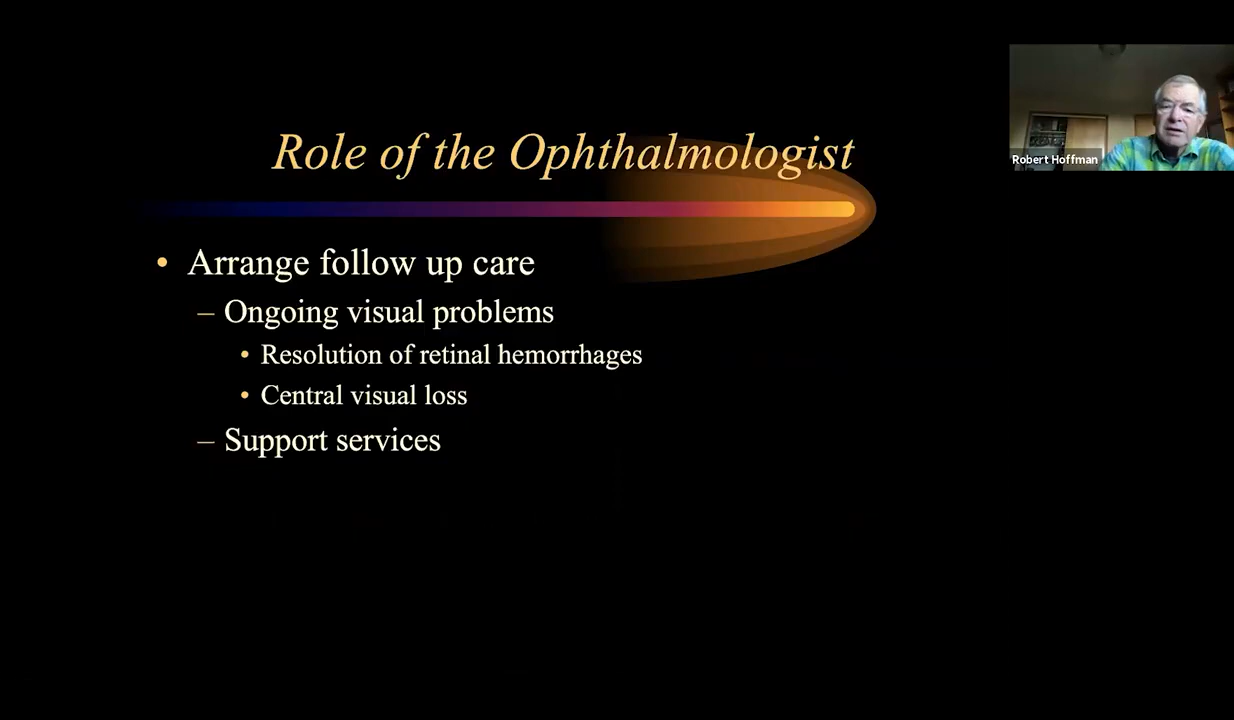 Role of the Ophthalmologist
Robert Hoffman
• Arrange follow up care
– Ongoing visual problems
• Resolution of retinal hemorrhages
• Central visual loss
– Support services